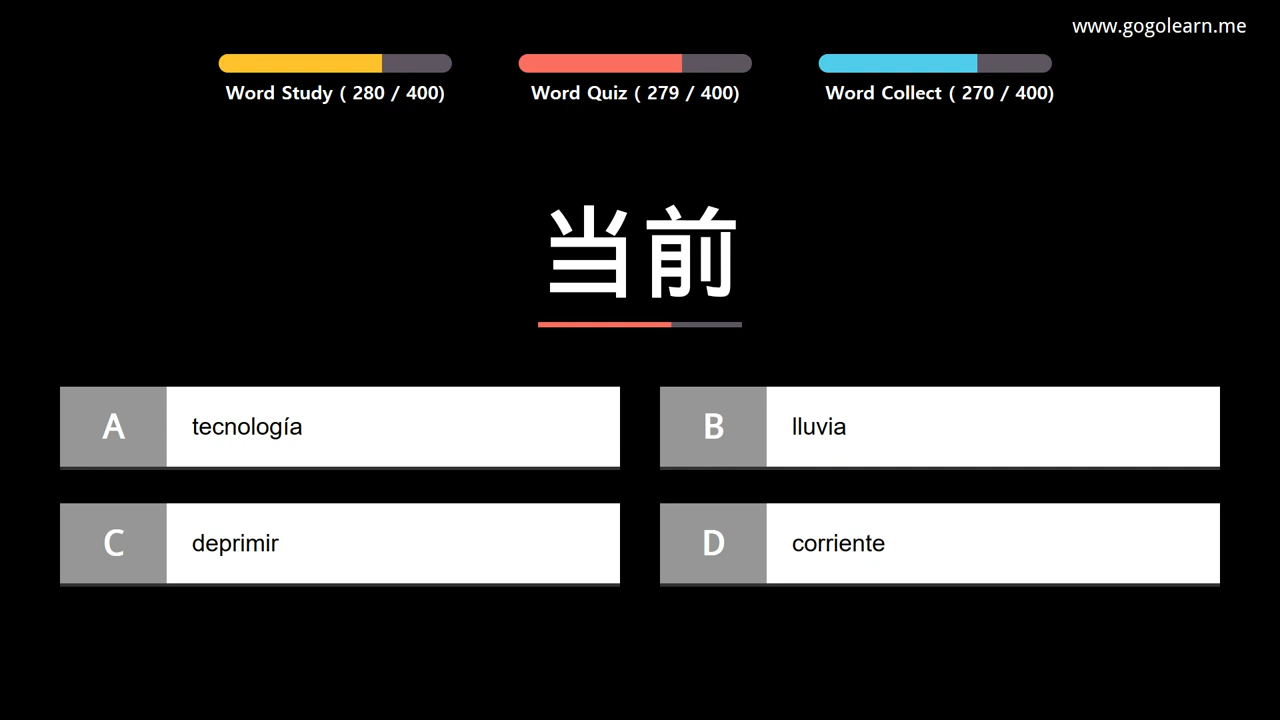 www.gogolearn.me
Word Study ( 280 / 400)
Word Quiz ( 279 / 400)
Word Collect ( 270 / 400)
当前
A tecnología
B lluvia
C deprimir
D corriente